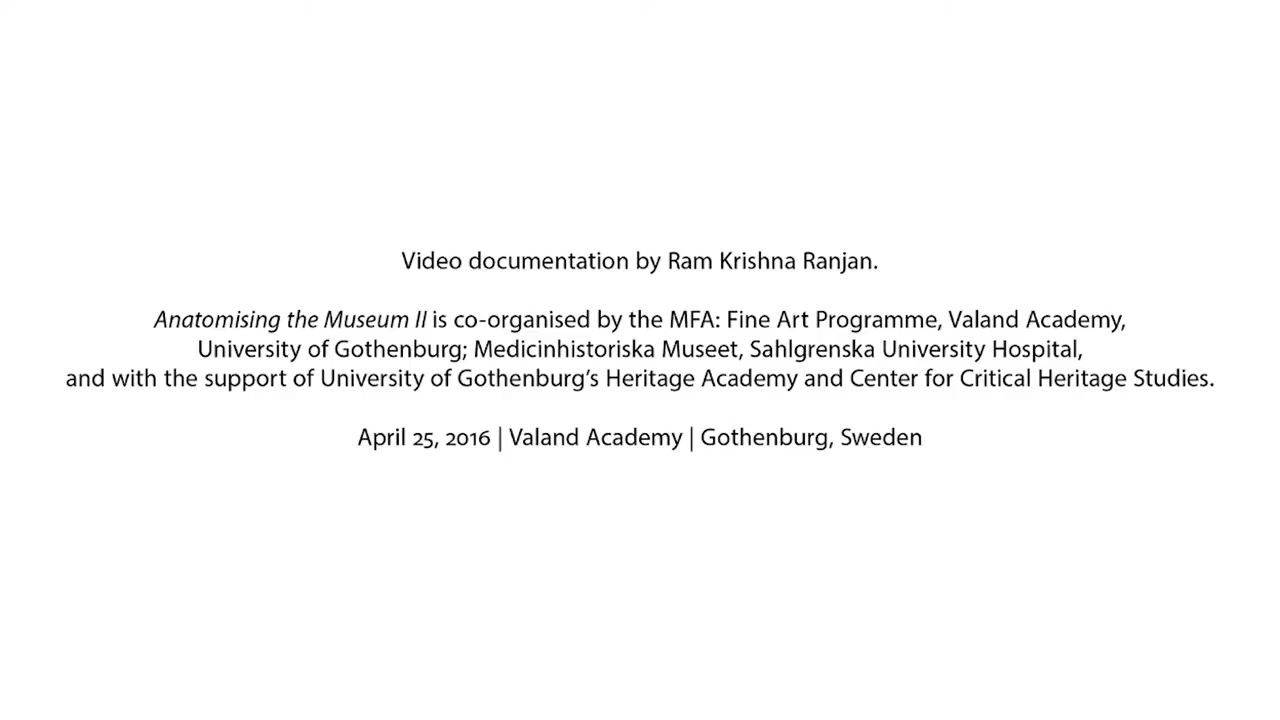 Video documentation by Ram Krishna Ranjan.
Anatomising the Museum II is co-organised by the MFA: Fine Art Programme, Valand Academy,
University of Gothenburg; Medicinhistoriska Museet, Sahlgrenska University Hospital,
and with the support of University of Gothenburg’s Heritage Academy and Center for Critical Heritage Studies.
April 25, 2016 | Valand Academy | Gothenburg, Sweden